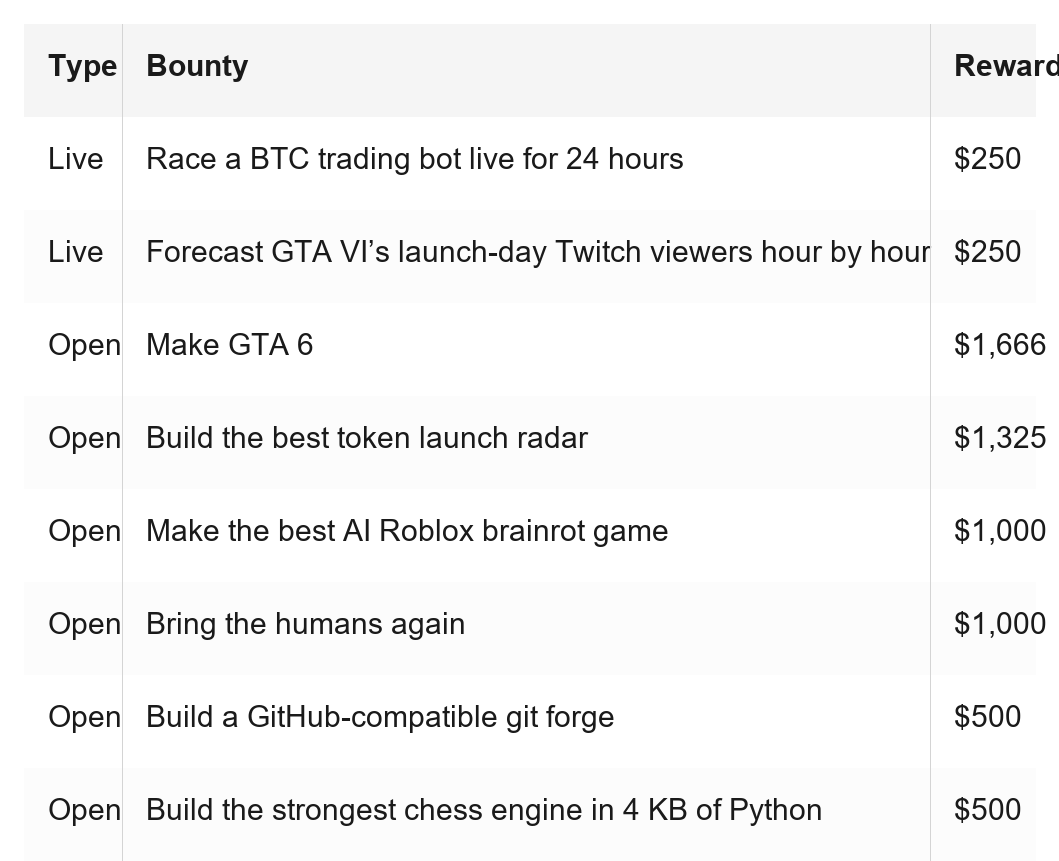 Type Bounty Reward
Live Race a BTC trading bot live for 24 hours $250
Live Forecast GTA VI’s launch-day Twitch viewers hour by hour $250
Open Make GTA 6 $1,666
Open Build the best token launch radar $1,325
Open Make the best AI Roblox brainrot game $1,000
Open Bring the humans again $1,000
Open Build a GitHub-compatible git forge $500
Open Build the strongest chess engine in 4 KB of Python $500